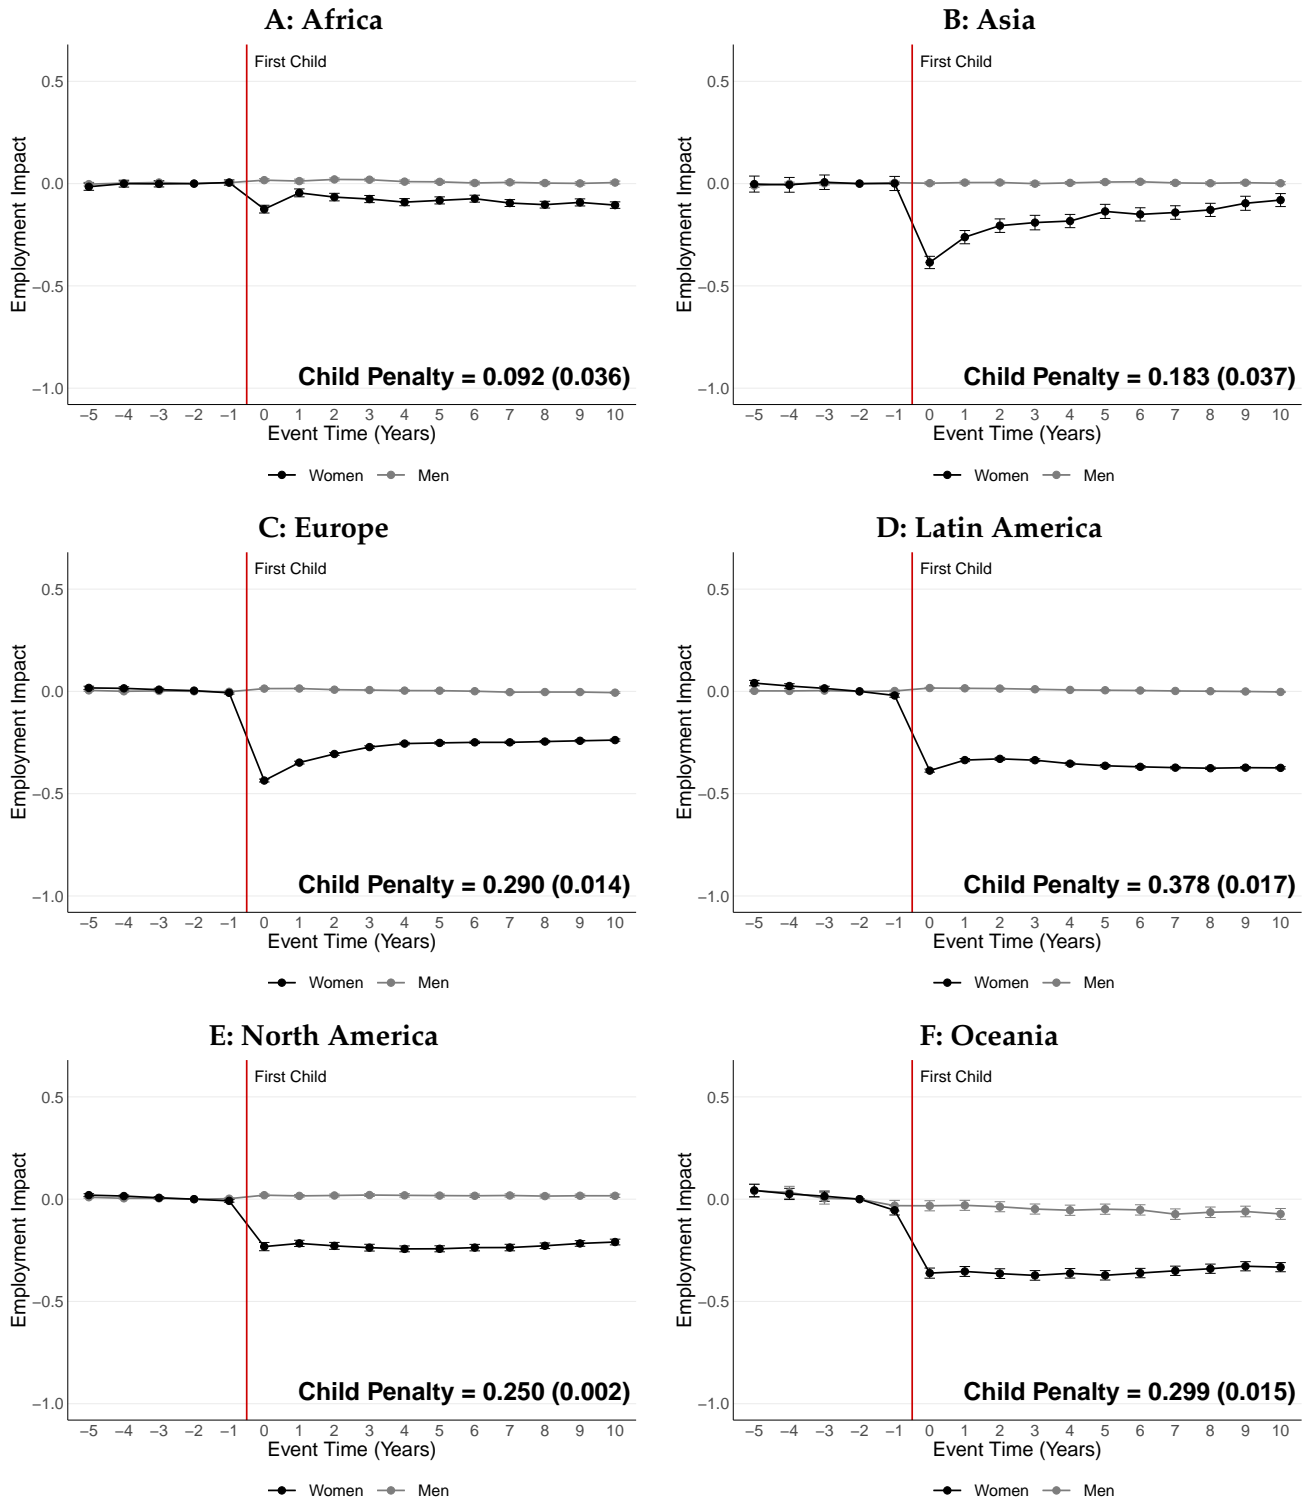 A: Africa
First Child
0.5
0.0
−0.5
−1.0
Employment Impact
Child Penalty = 0.092 (0.036)
−5 −4 −3 −2 −1 0 1 2 3 4 5 6 7 8 9 10
Event Time (Years)
Women Men
B: Asia
First Child
0.5
0.0
−0.5
−1.0
Employment Impact
Child Penalty = 0.183 (0.037)
−5 −4 −3 −2 −1 0 1 2 3 4 5 6 7 8 9 10
Event Time (Years)
Women Men
C: Europe
First Child
0.5
0.0
−0.5
−1.0
Employment Impact
Child Penalty = 0.290 (0.014)
−5 −4 −3 −2 −1 0 1 2 3 4 5 6 7 8 9 10
Event Time (Years)
Women Men
D: Latin America
First Child
0.5
0.0
−0.5
−1.0
Employment Impact
Child Penalty = 0.378 (0.017)
−5 −4 −3 −2 −1 0 1 2 3 4 5 6 7 8 9 10
Event Time (Years)
Women Men
E: North America
First Child
0.5
0.0
−0.5
−1.0
Employment Impact
Child Penalty = 0.250 (0.002)
−5 −4 −3 −2 −1 0 1 2 3 4 5 6 7 8 9 10
Event Time (Years)
Women Men
F: Oceania
First Child
0.5
0.0
−0.5
−1.0
Employment Impact
Child Penalty = 0.299 (0.015)
−5 −4 −3 −2 −1 0 1 2 3 4 5 6 7 8 9 10
Event Time (Years)
Women Men